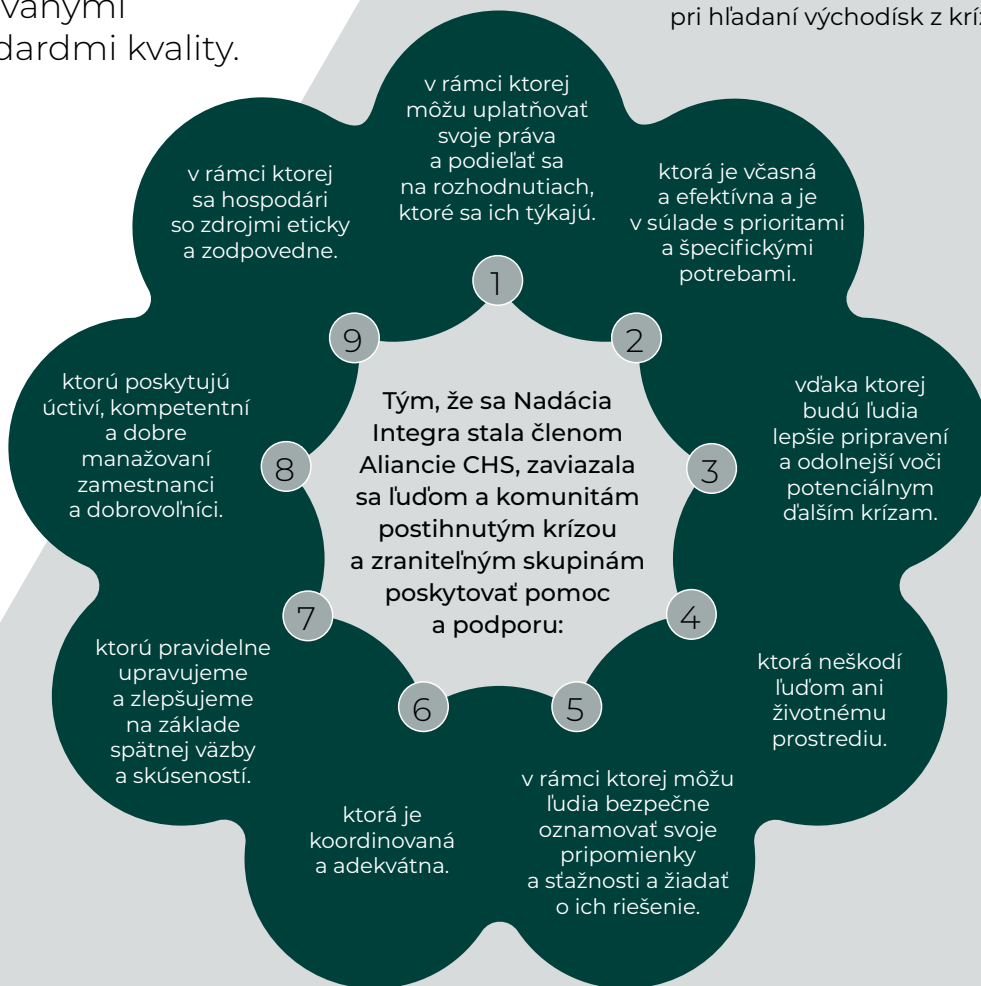 kvality.
pri hľadaní východísk z
v rámci ktorej
môžu uplatňovať
svoje práva
a podieľať sa
na rozhodnutiach,
ktoré sa ich týkajú.
1
ktorá je včasná
a efektívna a je
v súlade s prioritami
a špecifickými
potrebami.
2
vďaka ktorej
budú ľudia
lepšie pripravení
a odolnejší voči
potenciálnym
ďalším krízam.
3
ktorá neškodí
ľuďom ani
životnému
prostrediu.
4
v rámci ktorej môžu
ľudia bezpečne
oznamovať svoje
pripomienky
a sťažnosti a žiadať
o ich riešenie.
5
ktorá je
koordinovaná
a adekvátna.
6
ktorú pravidelne
upravujeme
a zlepšujeme
na základe
spätnej väzby
a skúseností.
7
ktorú poskytujú
úctiví, kompetentní
a dobre
manažovaní
zamestnanci
a dobrovoľníci.
8
v rámci ktorej
sa hospodári
so zdrojmi eticky
a zodpovedne.
9
Tým, že sa Nadácia
Integra stala členom
Aliancie CHS, zaviazala
sa ľuďom a komunitám
postihnutým krízou
a zraniteľným skupinám
poskytovať pomoc
a podporu: